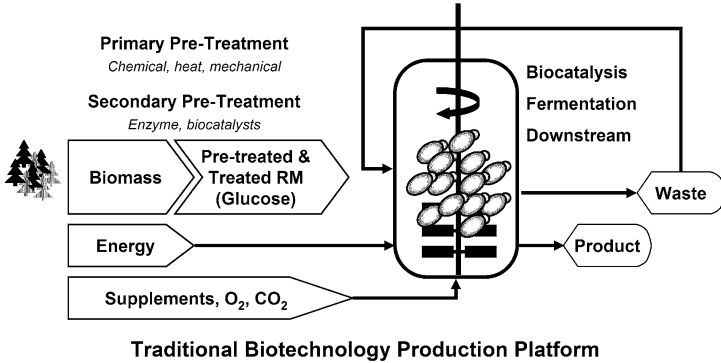 Primary Pre-Treatment
Chemical, heat, mechanical
Secondary Pre-Treatment
Enzyme, biocatalysts
Biomass
Pre-treated &
Treated RM
(Glucose)
Energy
Supplements, O₂, CO₂
Biocatalysis
Fermentation
Downstream
Waste
Product
Traditional Biotechnology Production Platform